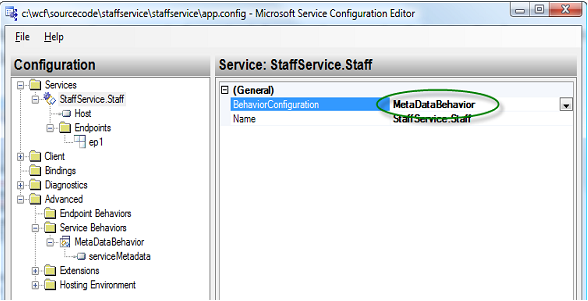 c:\wcf\sourcecode\staffservice\staffservice\app.config - Microsoft Service Configuration Editor
File Help
Configuration
Services
StaffService.Staff
Host
Endpoints
ep1
Client
Bindings
Diagnostics
Advanced
Endpoint Behaviors
Service Behaviors
MetaDataBehavior
serviceMetadata
Extensions
Hosting Environment
Service: StaffService.Staff
(General)
BehaviorConfiguration MetaDataBehavior
Name StaffService.Staff